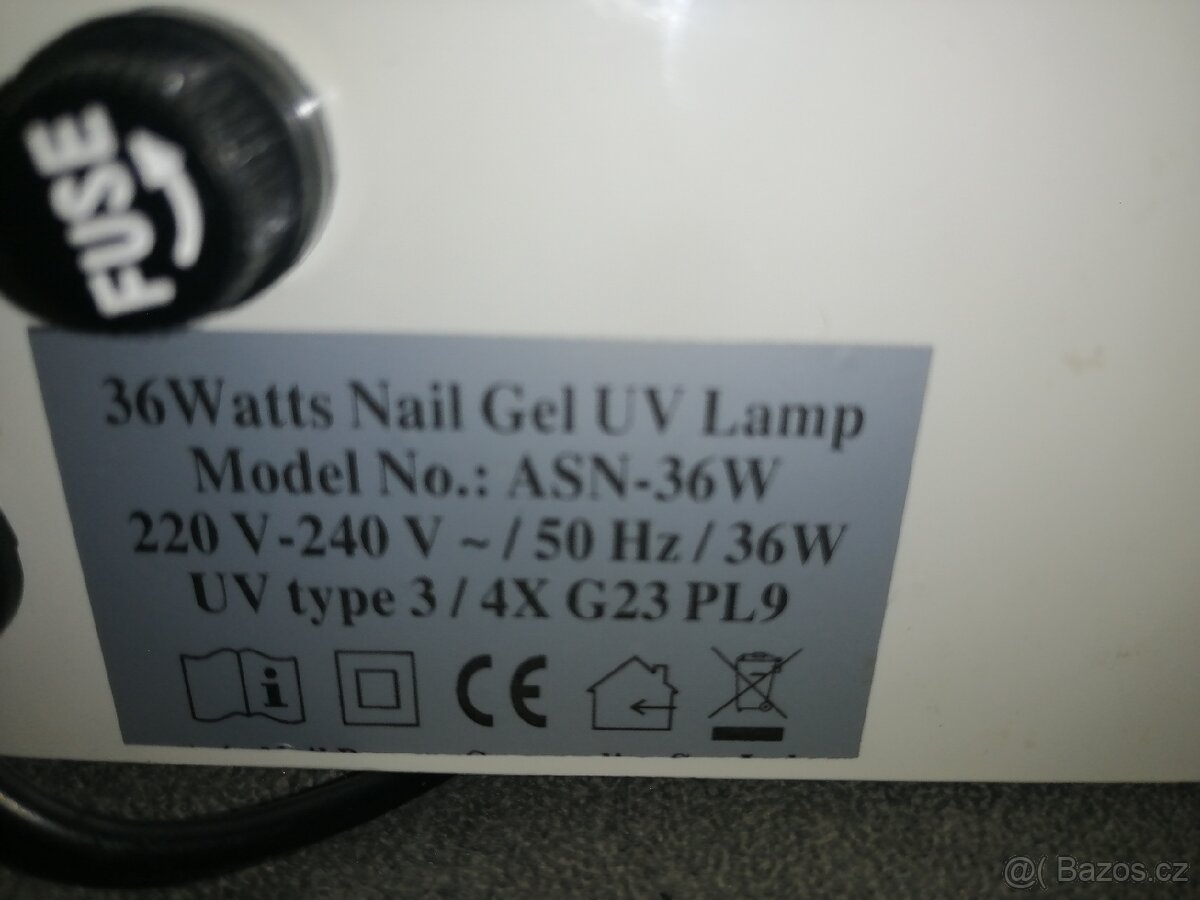 FUSE
36Watts Nail Gel UV Lamp
Model No.: ASN-36W
220 V-240 V ~ / 50 Hz / 36W
UV type 3 / 4X G23 PL9
i CE
@( Bazos.cz